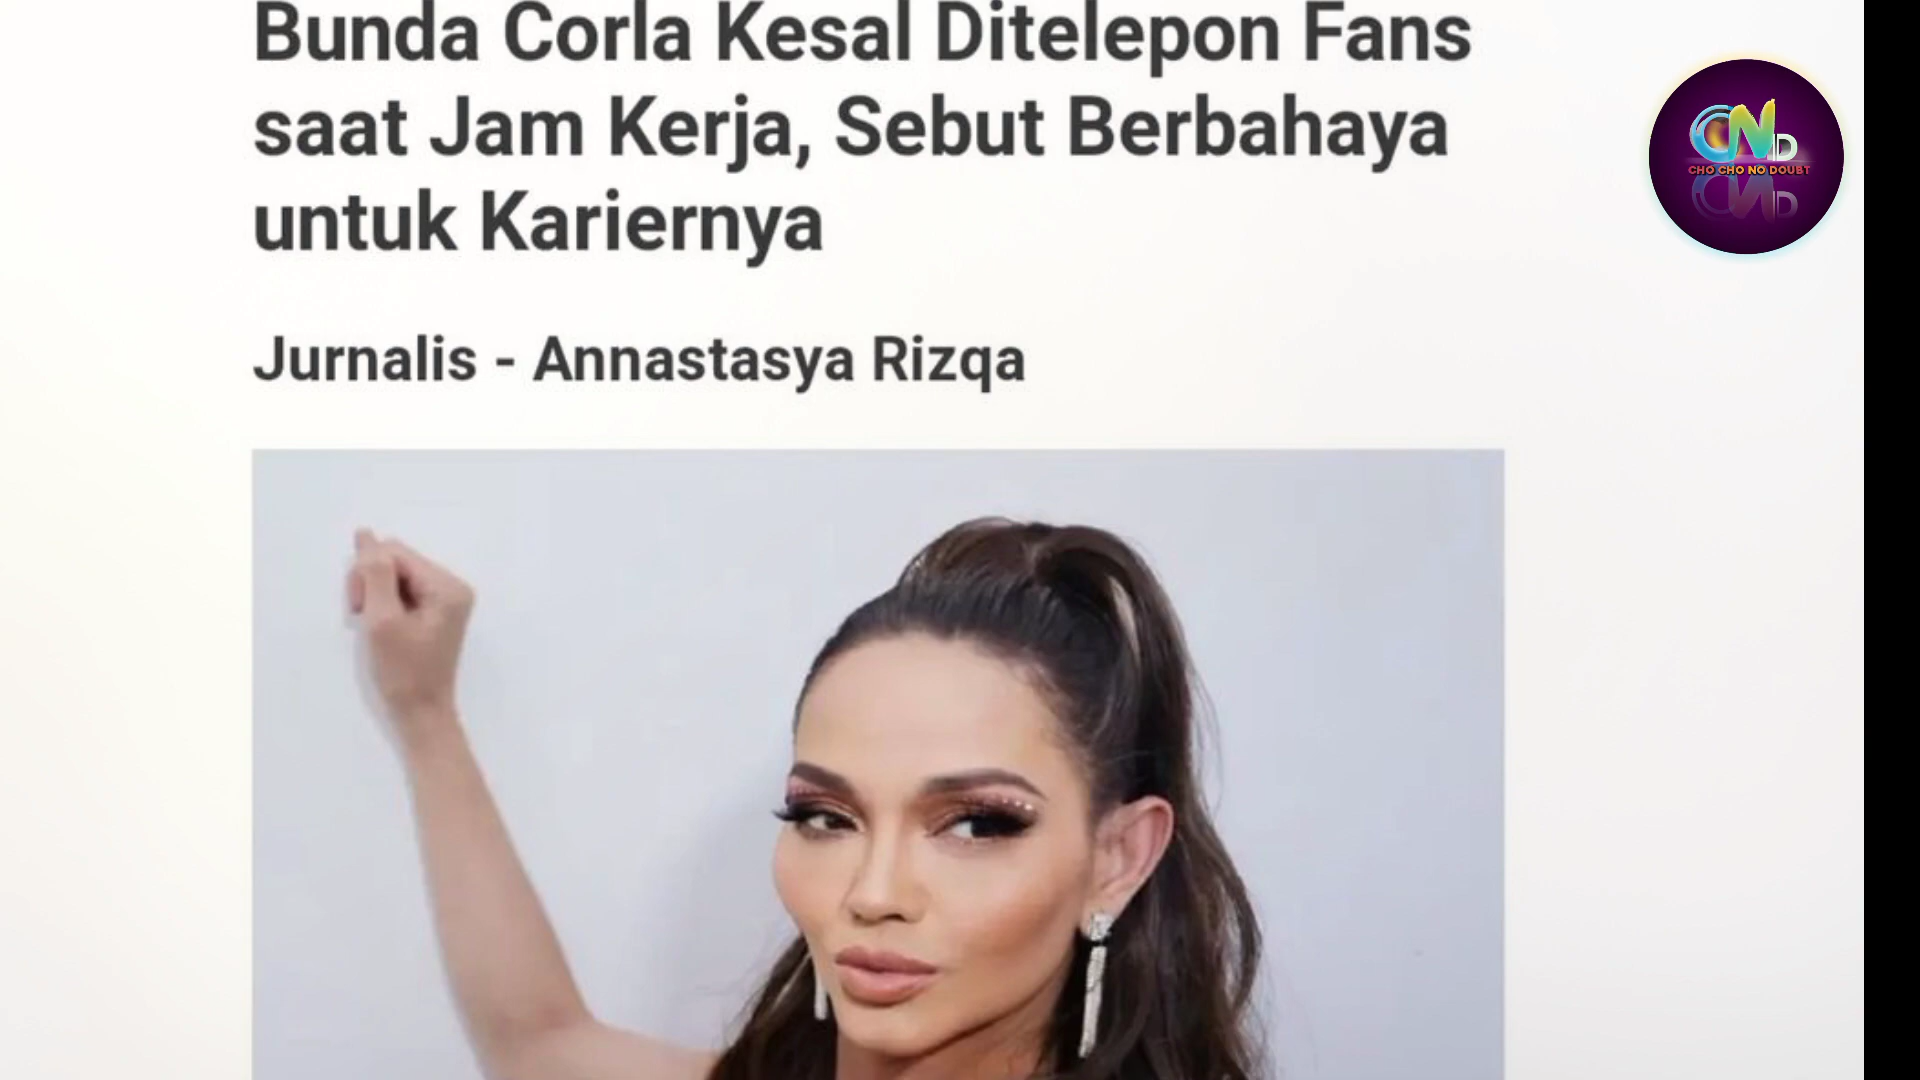 Bunda Corla Kesal Ditelepon Fans
saat Jam Kerja, Sebut Berbahaya
untuk Kariernya
Jurnalis - Annastasya Rizqa
CND
CHO CHO NO DOUBT